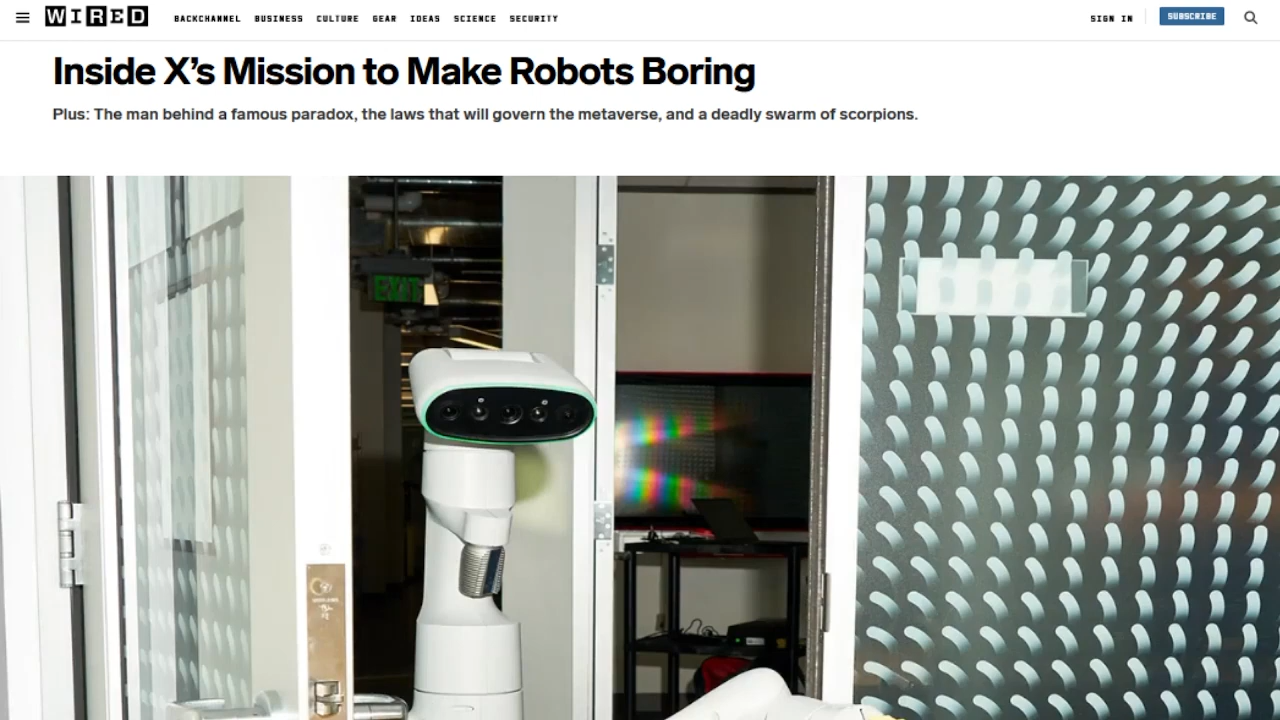 WIRED
BACKCHANNEL BUSINESS CULTURE GEAR IDEAS SCIENCE SECURITY
SIGN IN
SUBSCRIBE
Inside X’s Mission to Make Robots Boring
Plus: The man behind a famous paradox, the laws that will govern the metaverse, and a deadly swarm of scorpions.
EXIT